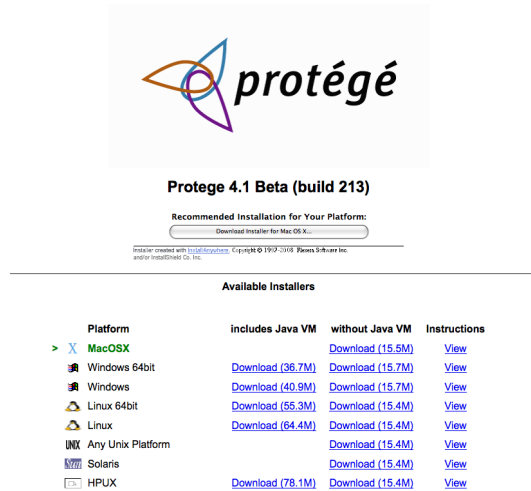 protégé
Protege 4.1 Beta (build 213)
Recommended Installation for Your Platform:
Download Installer for Mac OS X...
Installer created with InstallAnywhere. Copyright © 1997-2008 Flexera Software Inc.
and/or InstallShield Co. Inc.
Available Installers
Platform includes Java VM without Java VM Instructions
> X MacOSX Download (15.5M) View
Windows 64bit Download (36.7M) Download (15.7M) View
Windows Download (40.9M) Download (15.7M) View
Linux 64bit Download (55.3M) Download (15.4M) View
Linux Download (64.4M) Download (15.4M) View
UNIX Any Unix Platform Download (15.4M) View
Sun Solaris Download (15.4M) View
HPUX Download (78.1M) Download (15.4M) View